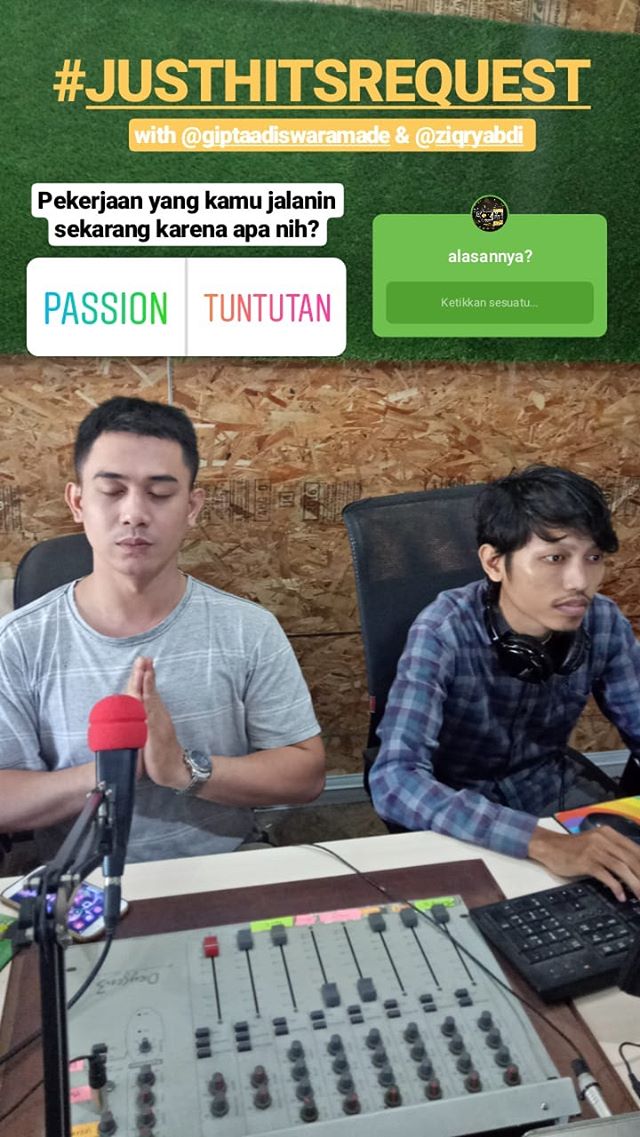 #JUSTHITSREQUEST
with @giptaadiswaramade & @ziqryabdi
Pekerjaan yang kamu jalanin
sekarang karena apa nih?
PASSION
TUNTUTAN
alasannya?
Ketikkan sesuatu...